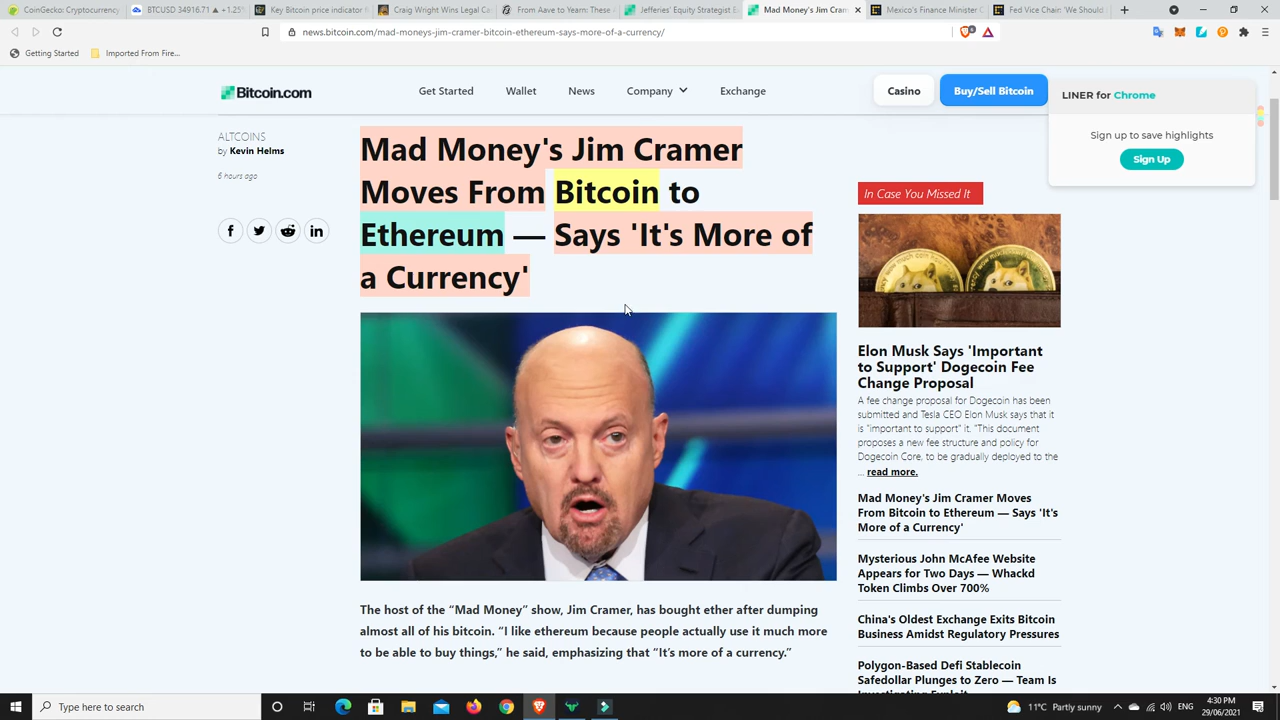 CoinGecko: Cryptocurrency
BTCUSD 34916.71 ▲ +1.25%
Key Bitcoin price indicator
Craig Wright Wins Legal Ca
From Aave to Yearn: These
Jefferies' Equity Strategist E
Mad Money's Jim Cram
Mexico's Finance Minister C
Fed Vice Chair: 'We Should
news.bitcoin.com/mad-moneys-jim-cramer-bitcoin-ethereum-says-more-of-a-currency/
Getting Started
Imported From Fire...
Bitcoin.com
Get Started
Wallet
News
Company
Exchange
Casino
Buy/Sell Bitcoin
LINER for Chrome
Sign up to save highlights
Sign Up
ALTCOINS
by Kevin Helms
6 hours ago
Mad Money's Jim Cramer
Moves From Bitcoin to
Ethereum — Says 'It's More of
a Currency'
The host of the “Mad Money” show, Jim Cramer, has bought ether after dumping
almost all of his bitcoin. “I like ethereum because people actually use it much more
to be able to buy things,” he said, emphasizing that “It’s more of a currency.”
In Case You Missed It
Elon Musk Says 'Important
to Support' Dogecoin Fee
Change Proposal
A fee change proposal for Dogecoin has been
submitted and Tesla CEO Elon Musk says that it
is "important to support" it. "This document
proposes a new fee structure and policy for
Dogecoin Core, to be gradually deployed to the
... read more.
Mad Money's Jim Cramer Moves
From Bitcoin to Ethereum — Says 'It's
More of a Currency'
Mysterious John McAfee Website
Appears for Two Days — Whackd
Token Climbs Over 700%
China's Oldest Exchange Exits Bitcoin
Business Amidst Regulatory Pressures
Polygon-Based Defi Stablecoin
Safedollar Plunges to Zero — Team Is
Investigating Exploit
Type here to search
11°C Partly sunny
ENG
4:30 PM
29/06/2021